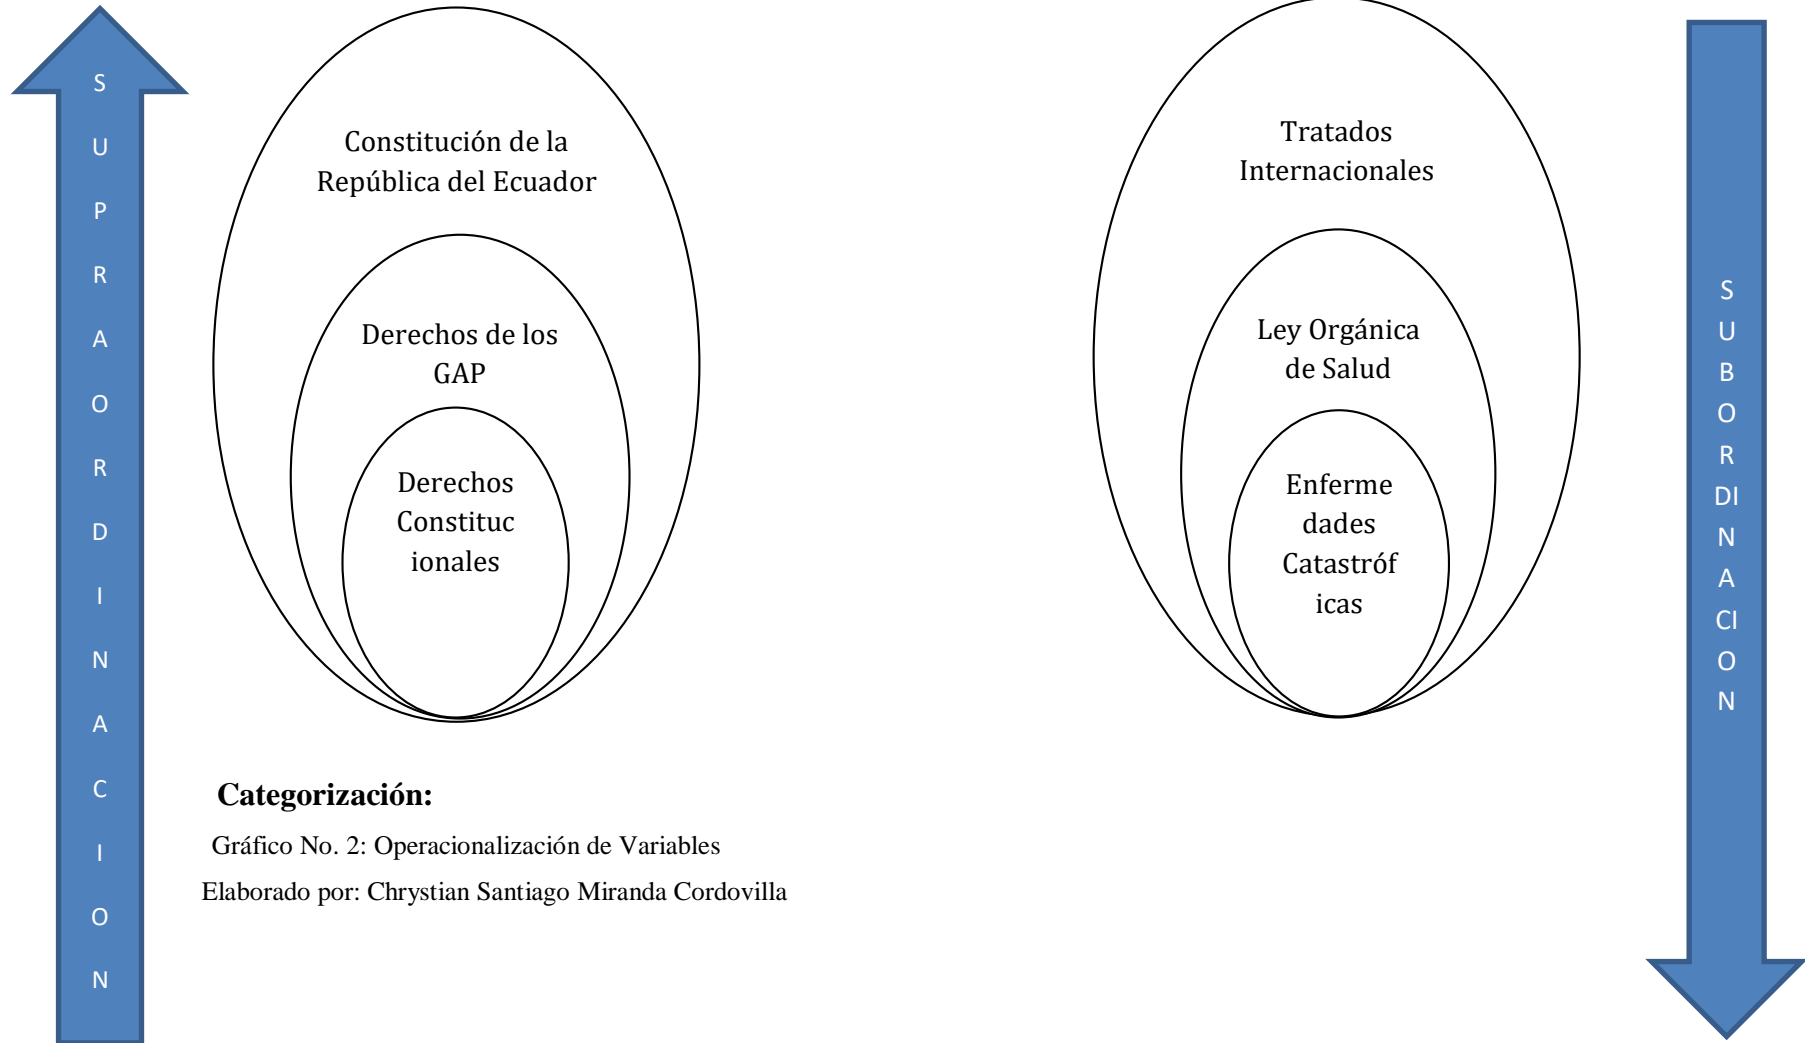 S
U
P
R
A
O
R
D
I
N
A
C
I
O
N
Constitución de la
República del Ecuador
Derechos de los
GAP
Derechos
Constituc
ionales
Tratados
Internacionales
Ley Orgánica
de Salud
Enferme
dades
Catastróf
icas
S
U
B
O
R
DI
N
A
CI
O
N
Categorización:
Gráfico No. 2: Operacionalización de Variables
Elaborado por: Chrystian Santiago Miranda Cordovilla